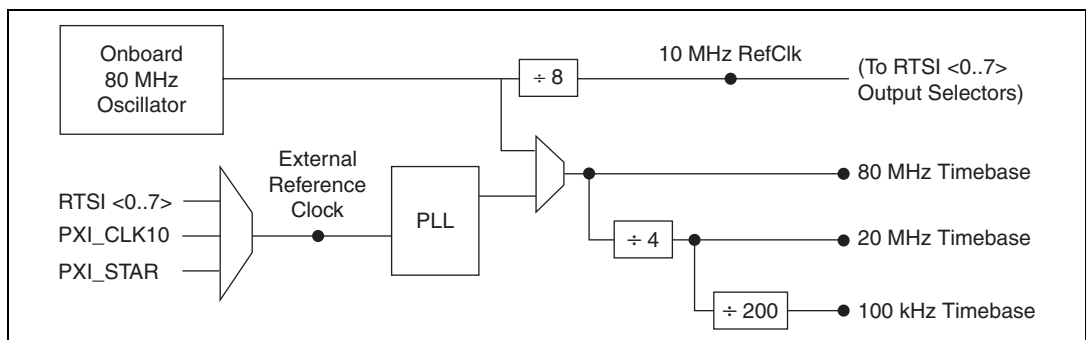 Onboard
80 MHz
Oscillator
÷ 8
10 MHz RefClk
(To RTSI <0..7>
Output Selectors)
External
Reference
Clock
RTSI <0..7>
PXI_CLK10
PXI_STAR
PLL
80 MHz Timebase
÷ 4
20 MHz Timebase
÷ 200
100 kHz Timebase